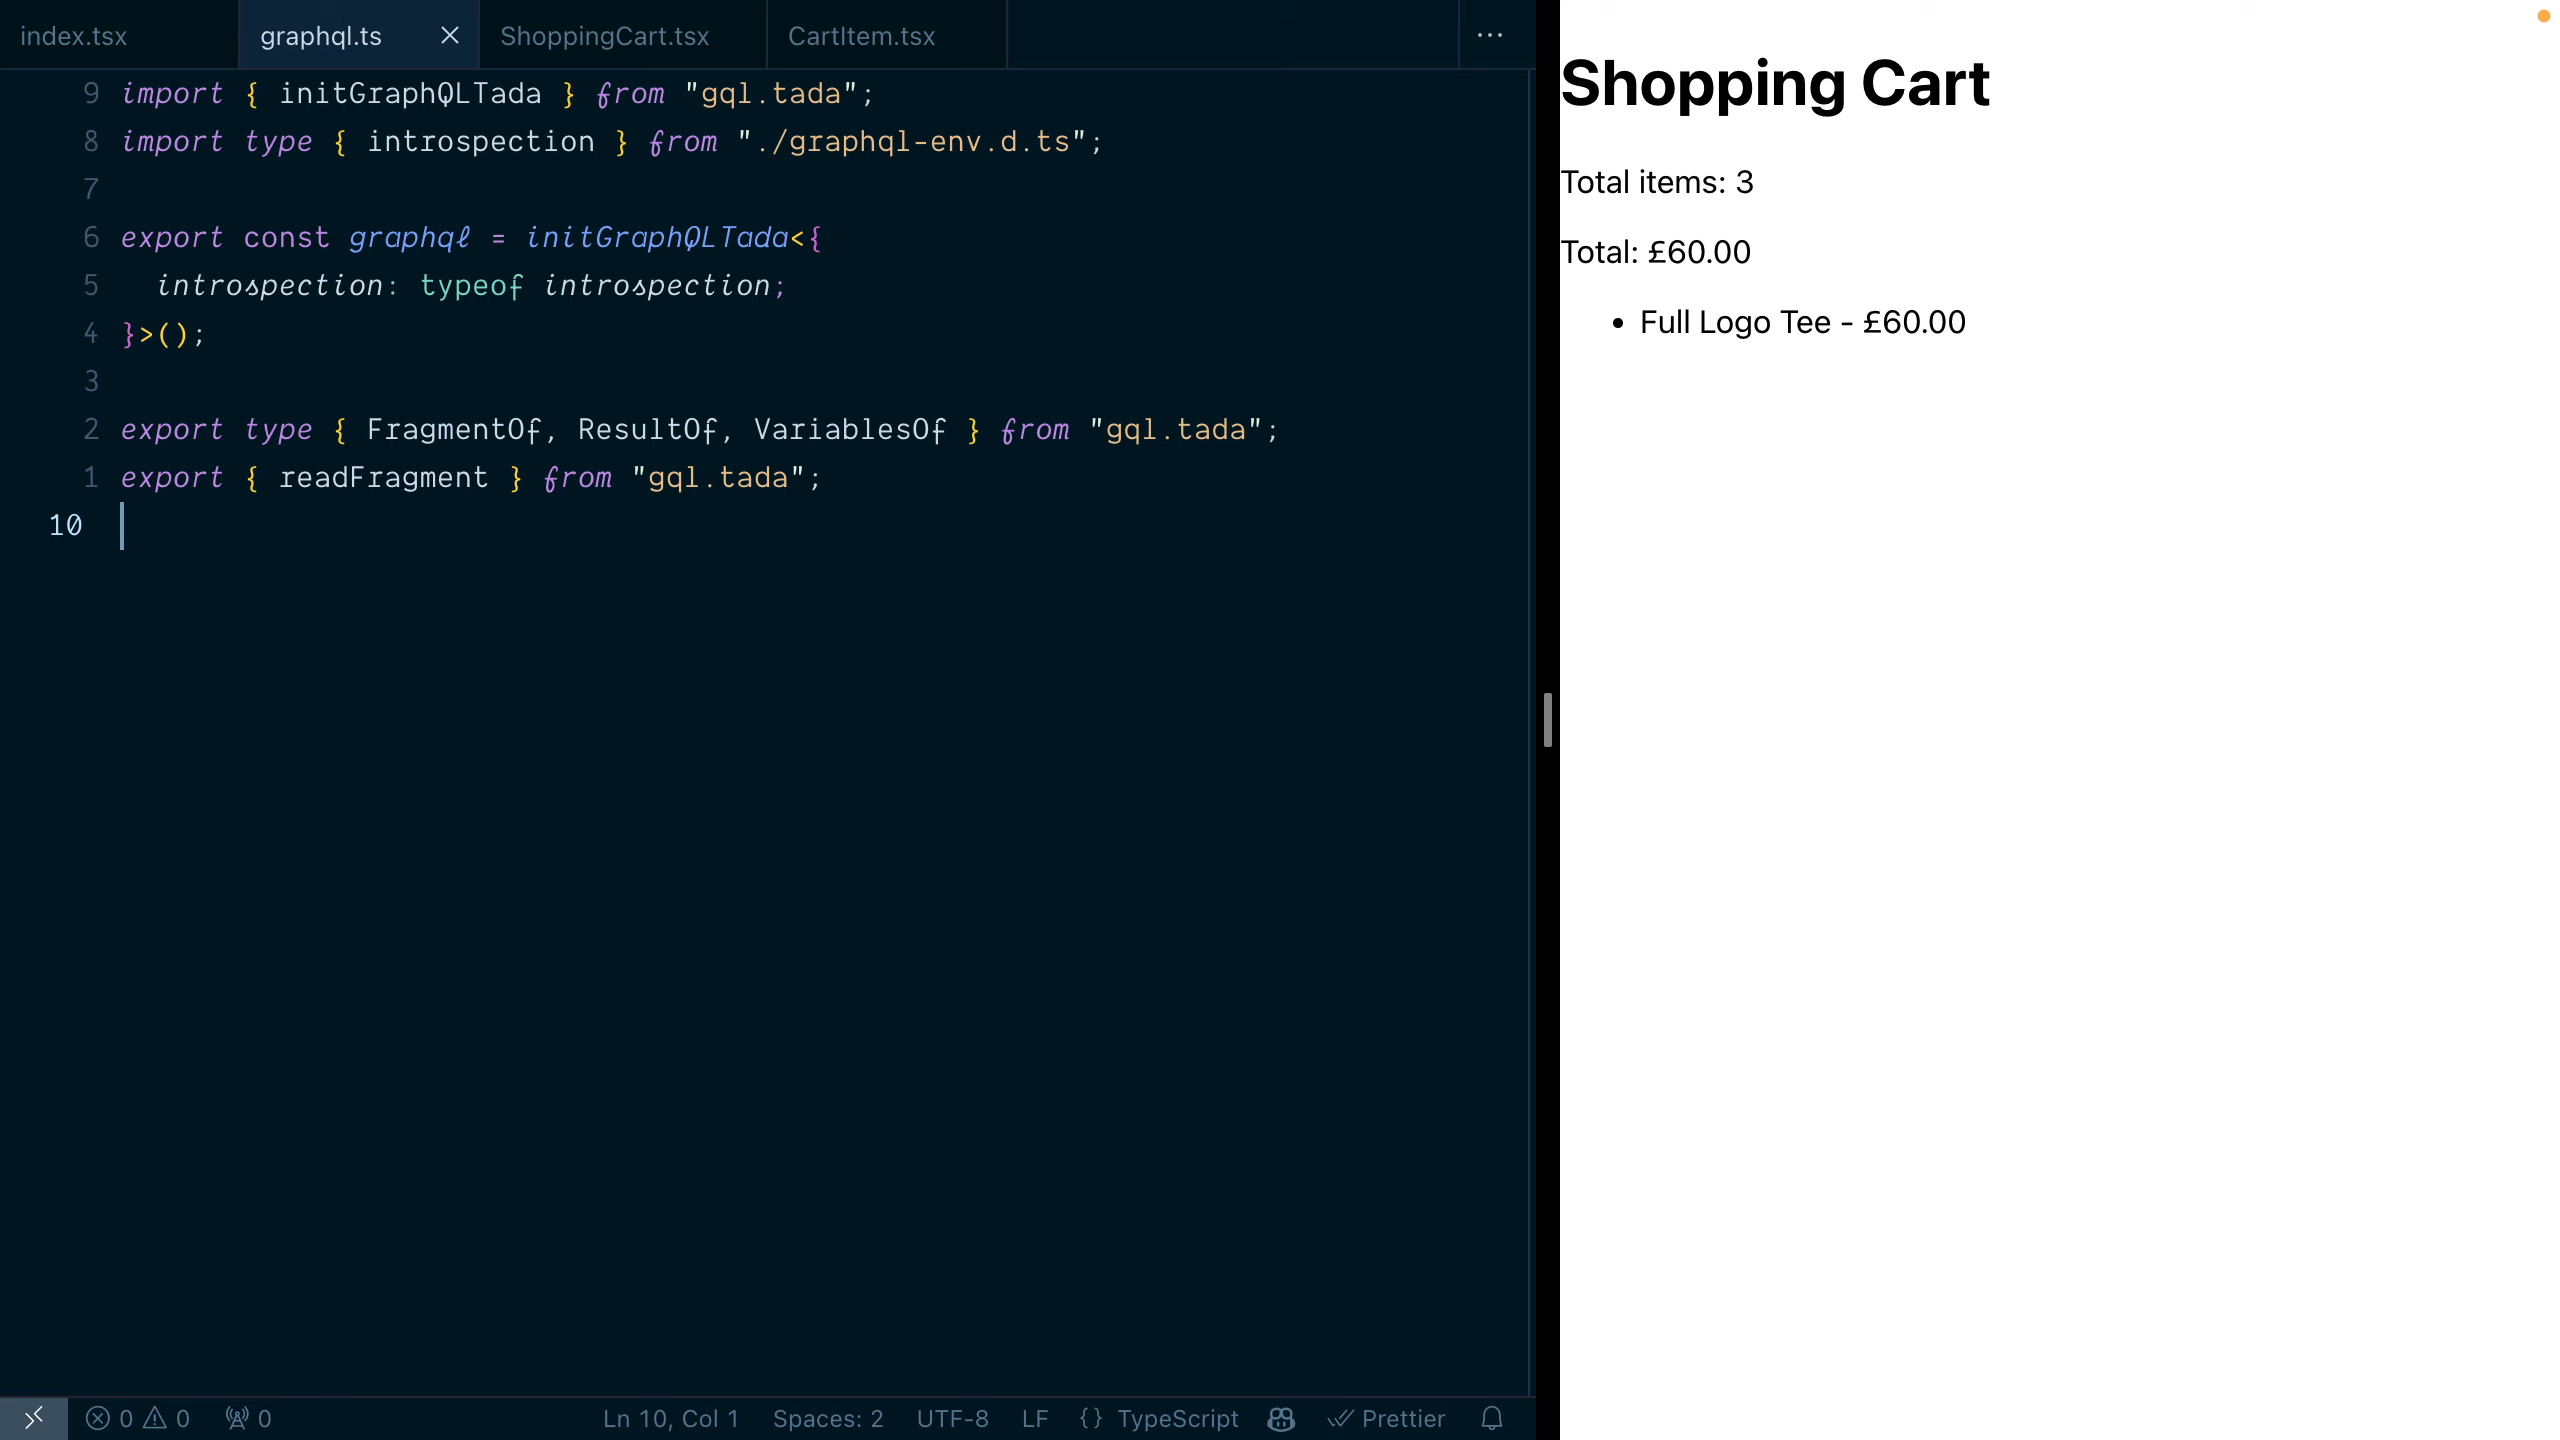 index.tsx
graphql.ts
ShoppingCart.tsx
CartItem.tsx
9 import { initGraphQLTada } from "gql.tada";
8 import type { introspection } from "./graphql-env.d.ts";
7
6 export const graphql = initGraphQLTada<{
5   introspection: typeof introspection;
4 }>();
3
2 export type { FragmentOf, ResultOf, VariablesOf } from "gql.tada";
1 export { readFragment } from "gql.tada";
10
0 0 0 Ln 10, Col 1 Spaces: 2 UTF-8 LF {} TypeScript Prettier
Shopping Cart
Total items: 3
Total: £60.00
• Full Logo Tee - £60.00